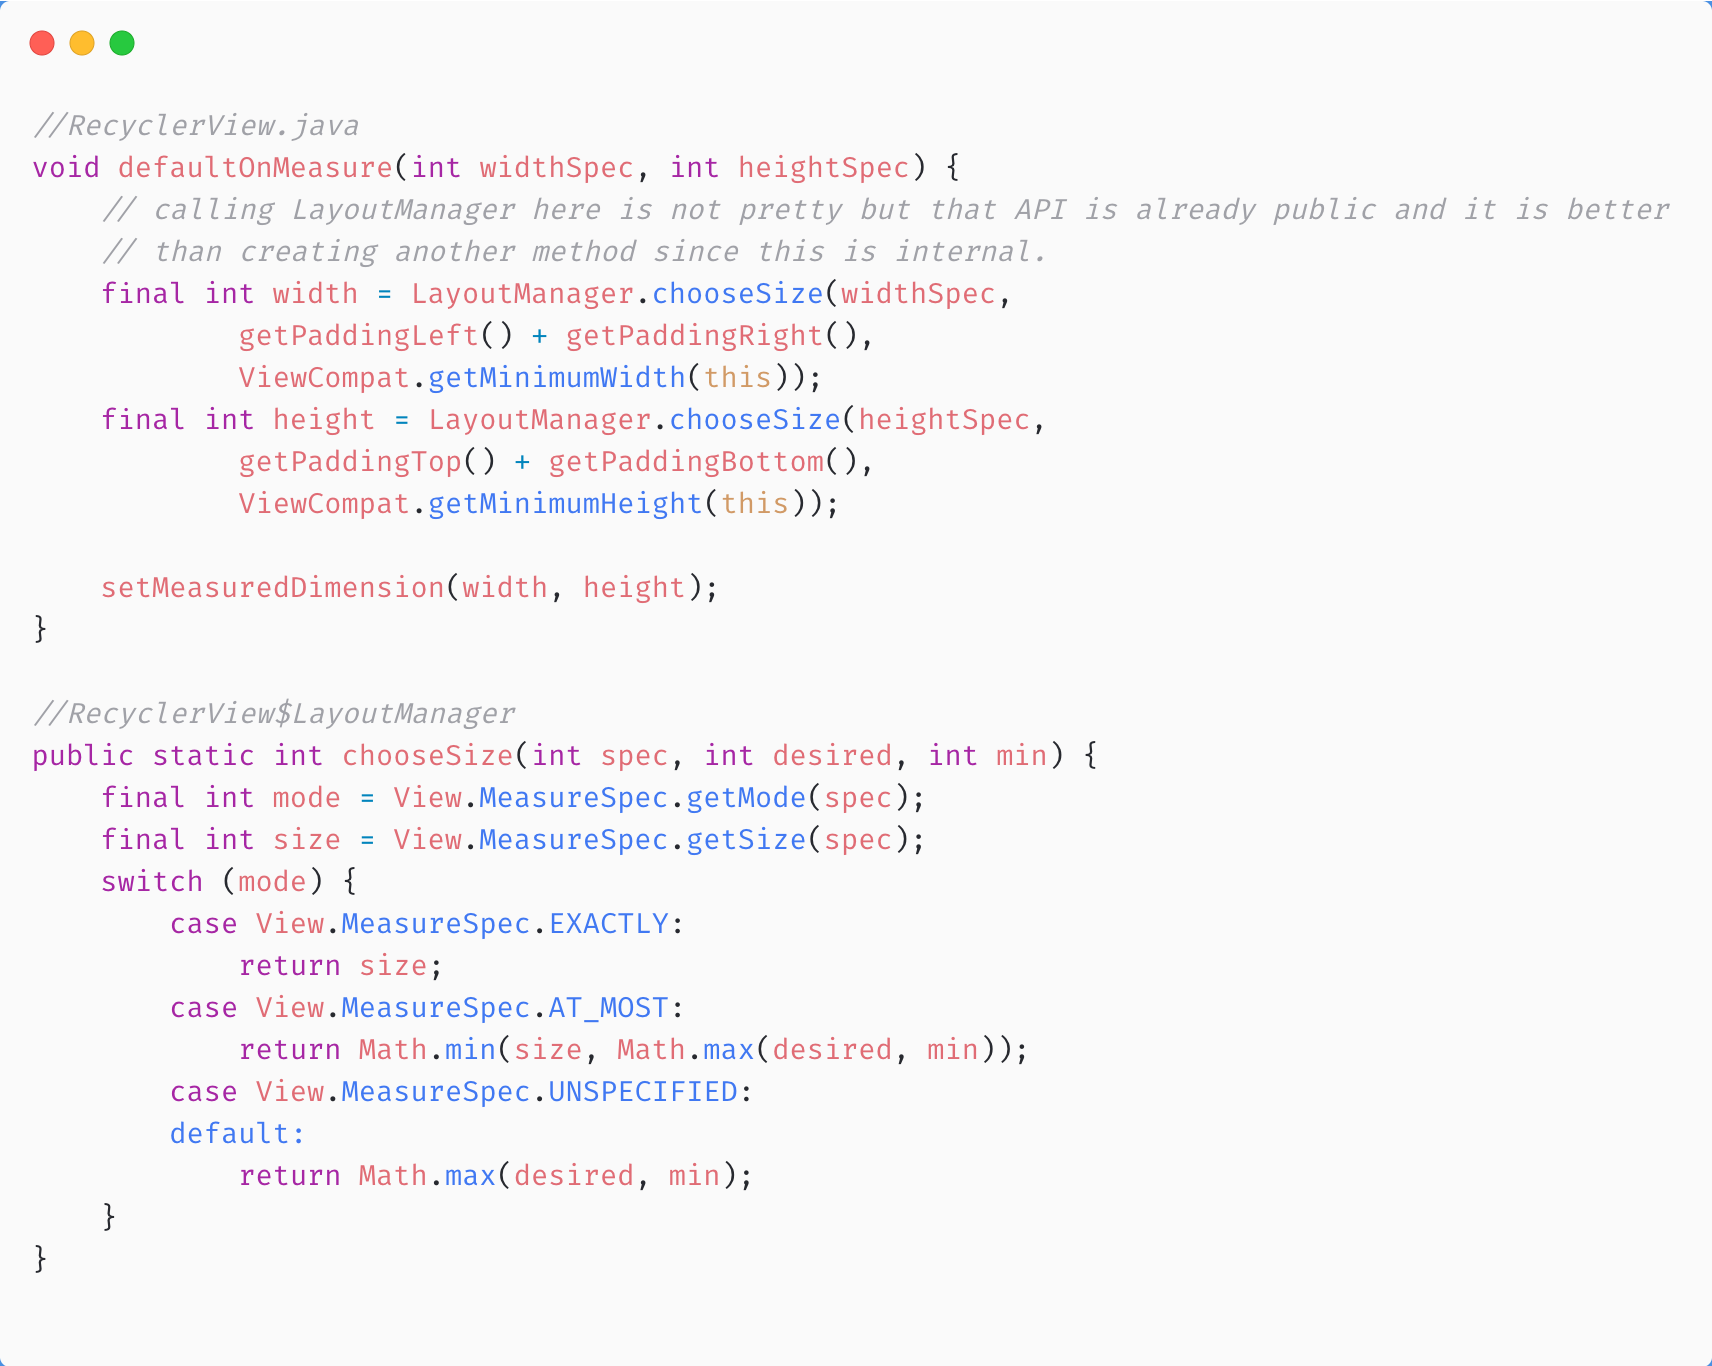 //RecyclerView.java
void defaultOnMeasure(int widthSpec, int heightSpec) {
    // calling LayoutManager here is not pretty but that API is already public and it is better
    // than creating another method since this is internal.
    final int width = LayoutManager.chooseSize(widthSpec,
            getPaddingLeft() + getPaddingRight(),
            ViewCompat.getMinimumWidth(this));
    final int height = LayoutManager.chooseSize(heightSpec,
            getPaddingTop() + getPaddingBottom(),
            ViewCompat.getMinimumHeight(this));

    setMeasuredDimension(width, height);
}

//RecyclerView$LayoutManager
public static int chooseSize(int spec, int desired, int min) {
    final int mode = View.MeasureSpec.getMode(spec);
    final int size = View.MeasureSpec.getSize(spec);
    switch (mode) {
        case View.MeasureSpec.EXACTLY:
            return size;
        case View.MeasureSpec.AT_MOST:
            return Math.min(size, Math.max(desired, min));
        case View.MeasureSpec.UNSPECIFIED:
        default:
            return Math.max(desired, min);
    }
}